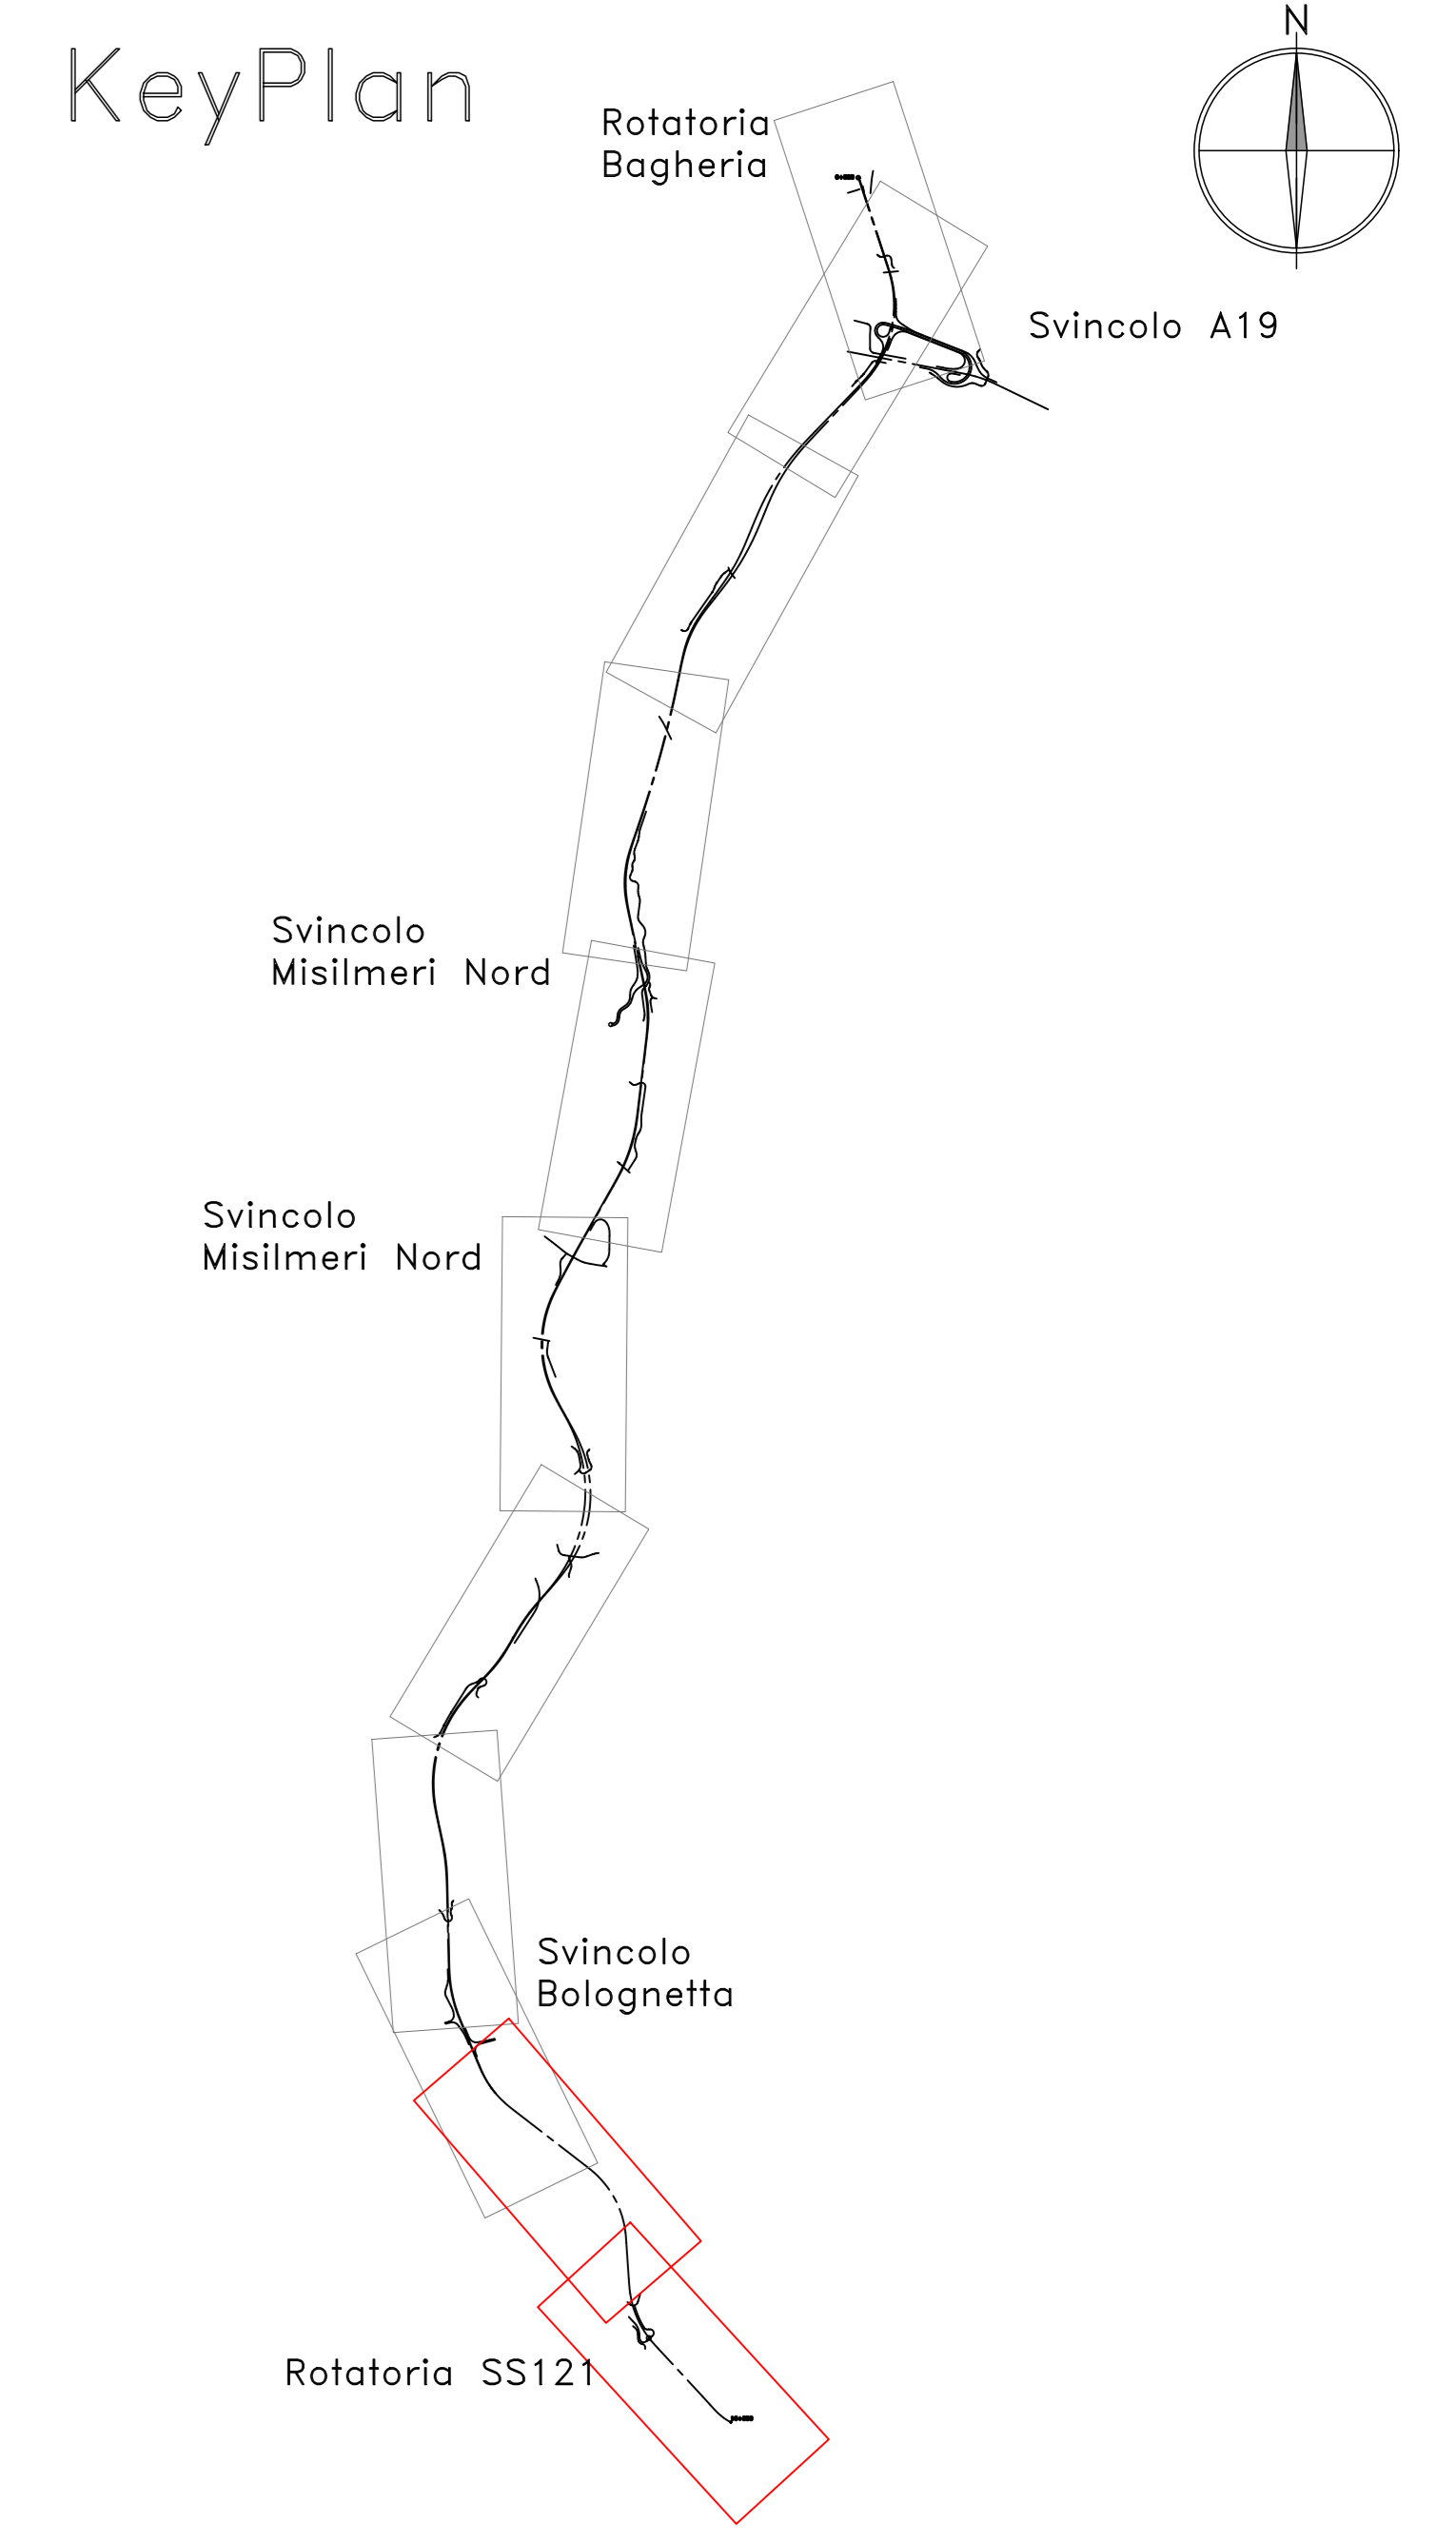 KeyPlan
N
Rotatoria
Bagheria
Svincolo A19
Svincolo
Misilmeri Nord
Svincolo
Misilmeri Nord
Svincolo
Bolognetta
Rotatoria SS121